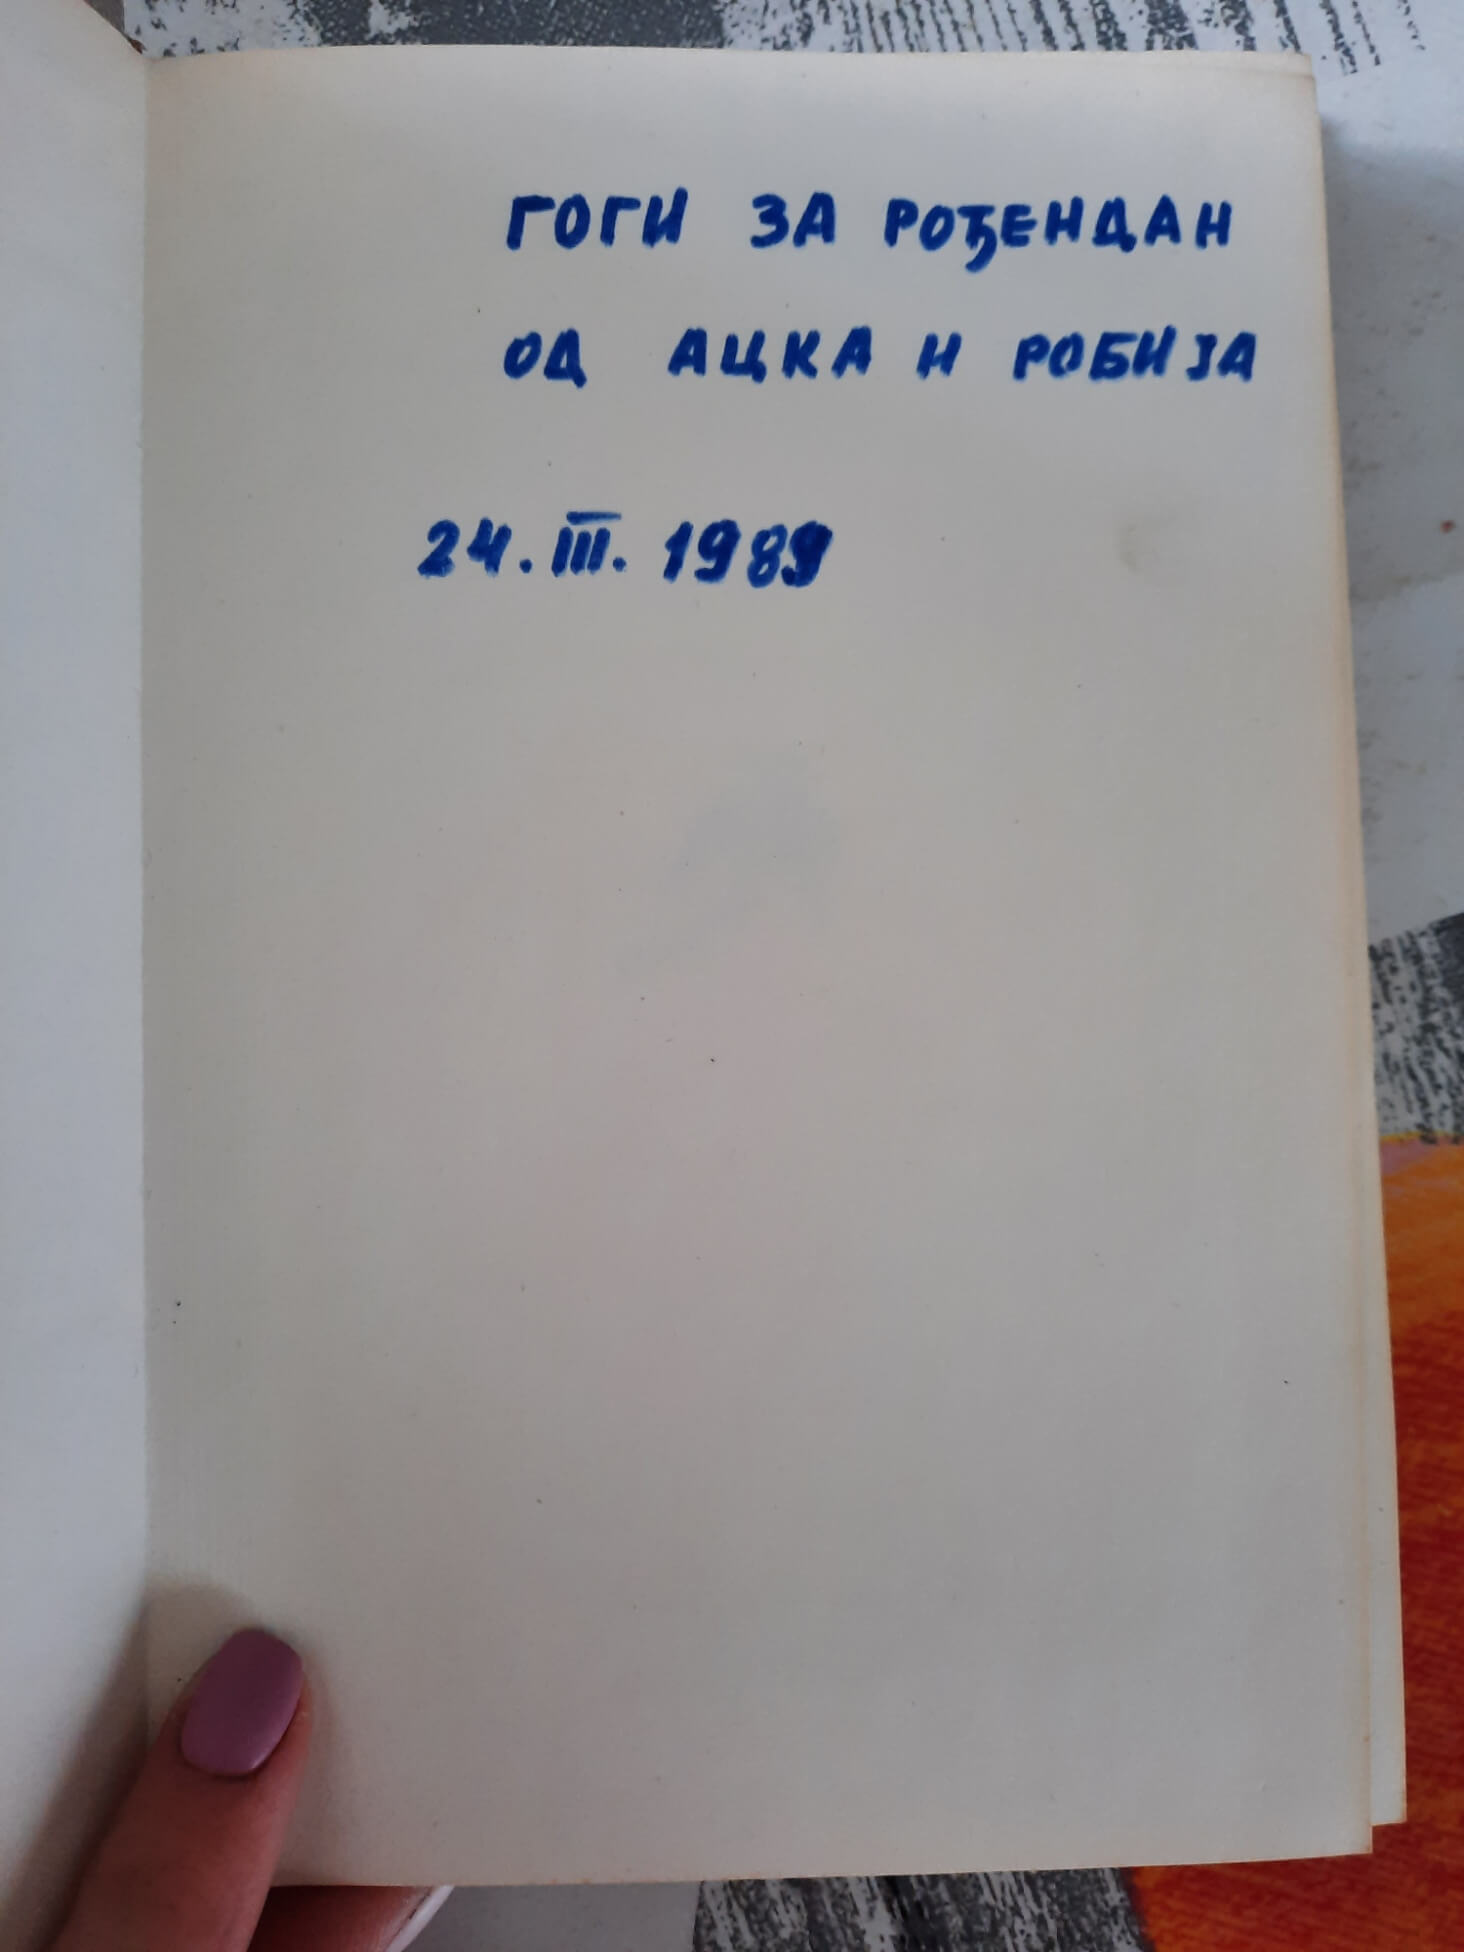 ГОГИ ЗА РОЂЕНДАН
ОД АЦКА И РОБИЈА
24. III. 1989